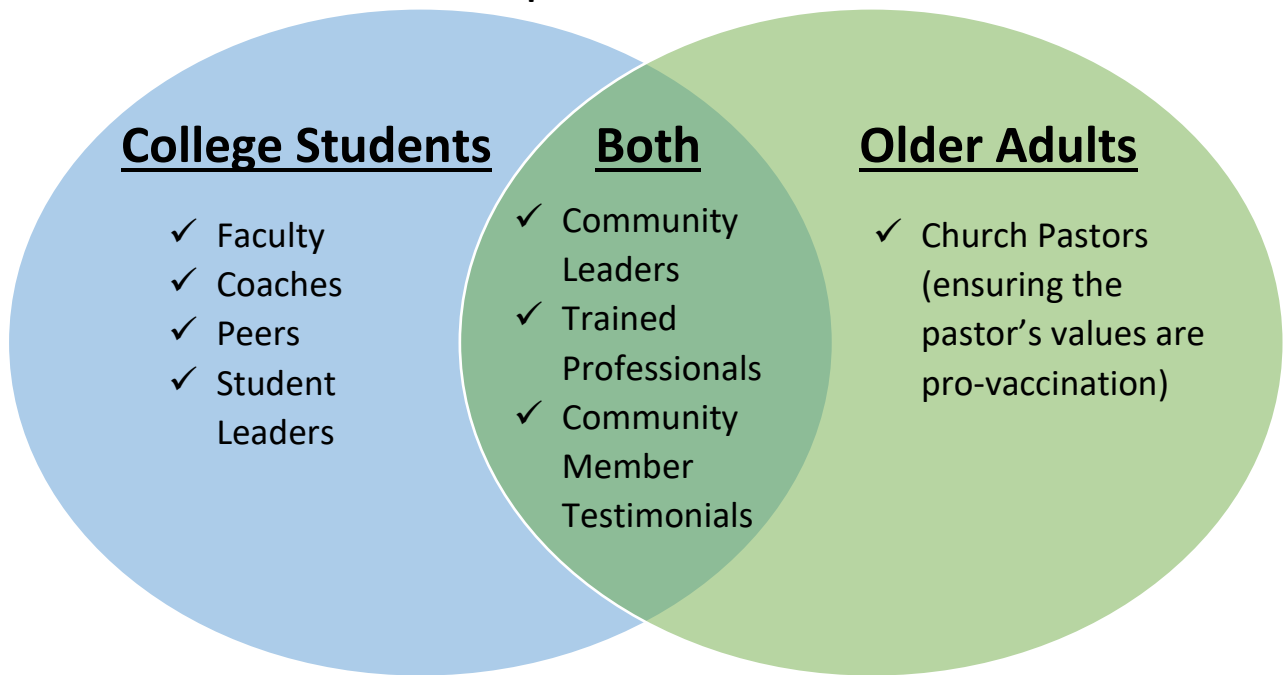 College Students
✓ Faculty
✓ Coaches
✓ Peers
✓ Student
Leaders
Both
✓ Community
Leaders
✓ Trained
Professionals
✓ Community
Member
Testimonials
Older Adults
✓ Church Pastors
(ensuring the
pastor’s values are
pro-vaccination)